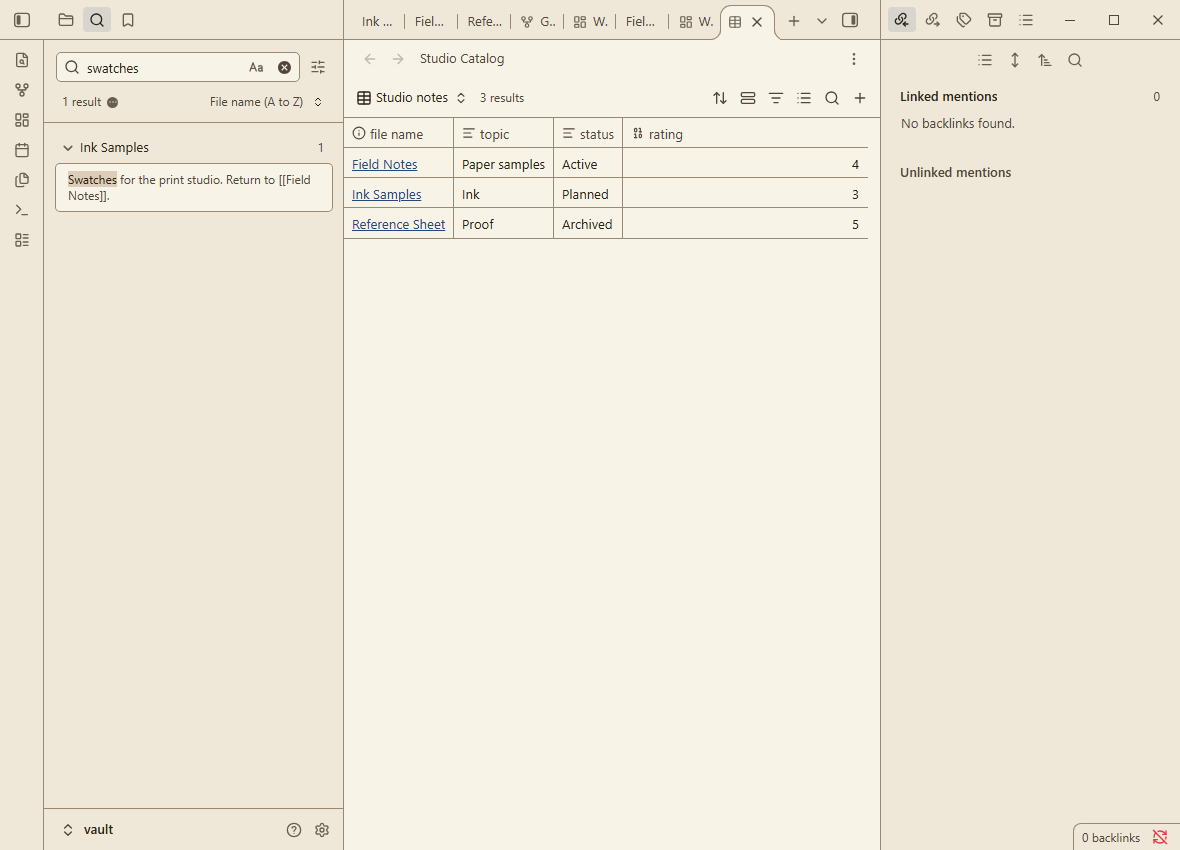 Ink ...
Fiel...
Refe...
G..
W.
Fiel...
W.
swatches
Aa
1 result
File name (A to Z)
Ink Samples
1
Swatches for the print studio. Return to [[Field
Notes]].
vault
Studio Catalog
Studio notes
3 results
file name
topic
status
rating
Field Notes
Paper samples
Active
4
Ink Samples
Ink
Planned
3
Reference Sheet
Proof
Archived
5
Linked mentions
0
No backlinks found.
Unlinked mentions
0 backlinks